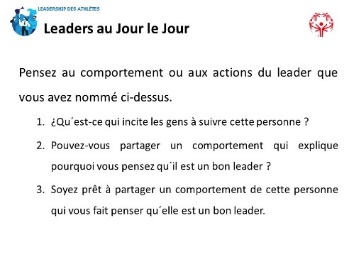 LEADERSHIP DES ATHLÈTES
Leaders au Jour le Jour
Pensez au comportement ou aux actions du leader que
vous avez nommé ci-dessus.
1. ¿Qu´est-ce qui incite les gens à suivre cette personne ?
2. Pouvez-vous partager un comportement qui explique
pourquoi vous pensez qu´il est un bon leader ?
3. Soyez prêt à partager un comportement de cette personne
qui vous fait penser qu´elle est un bon leader.